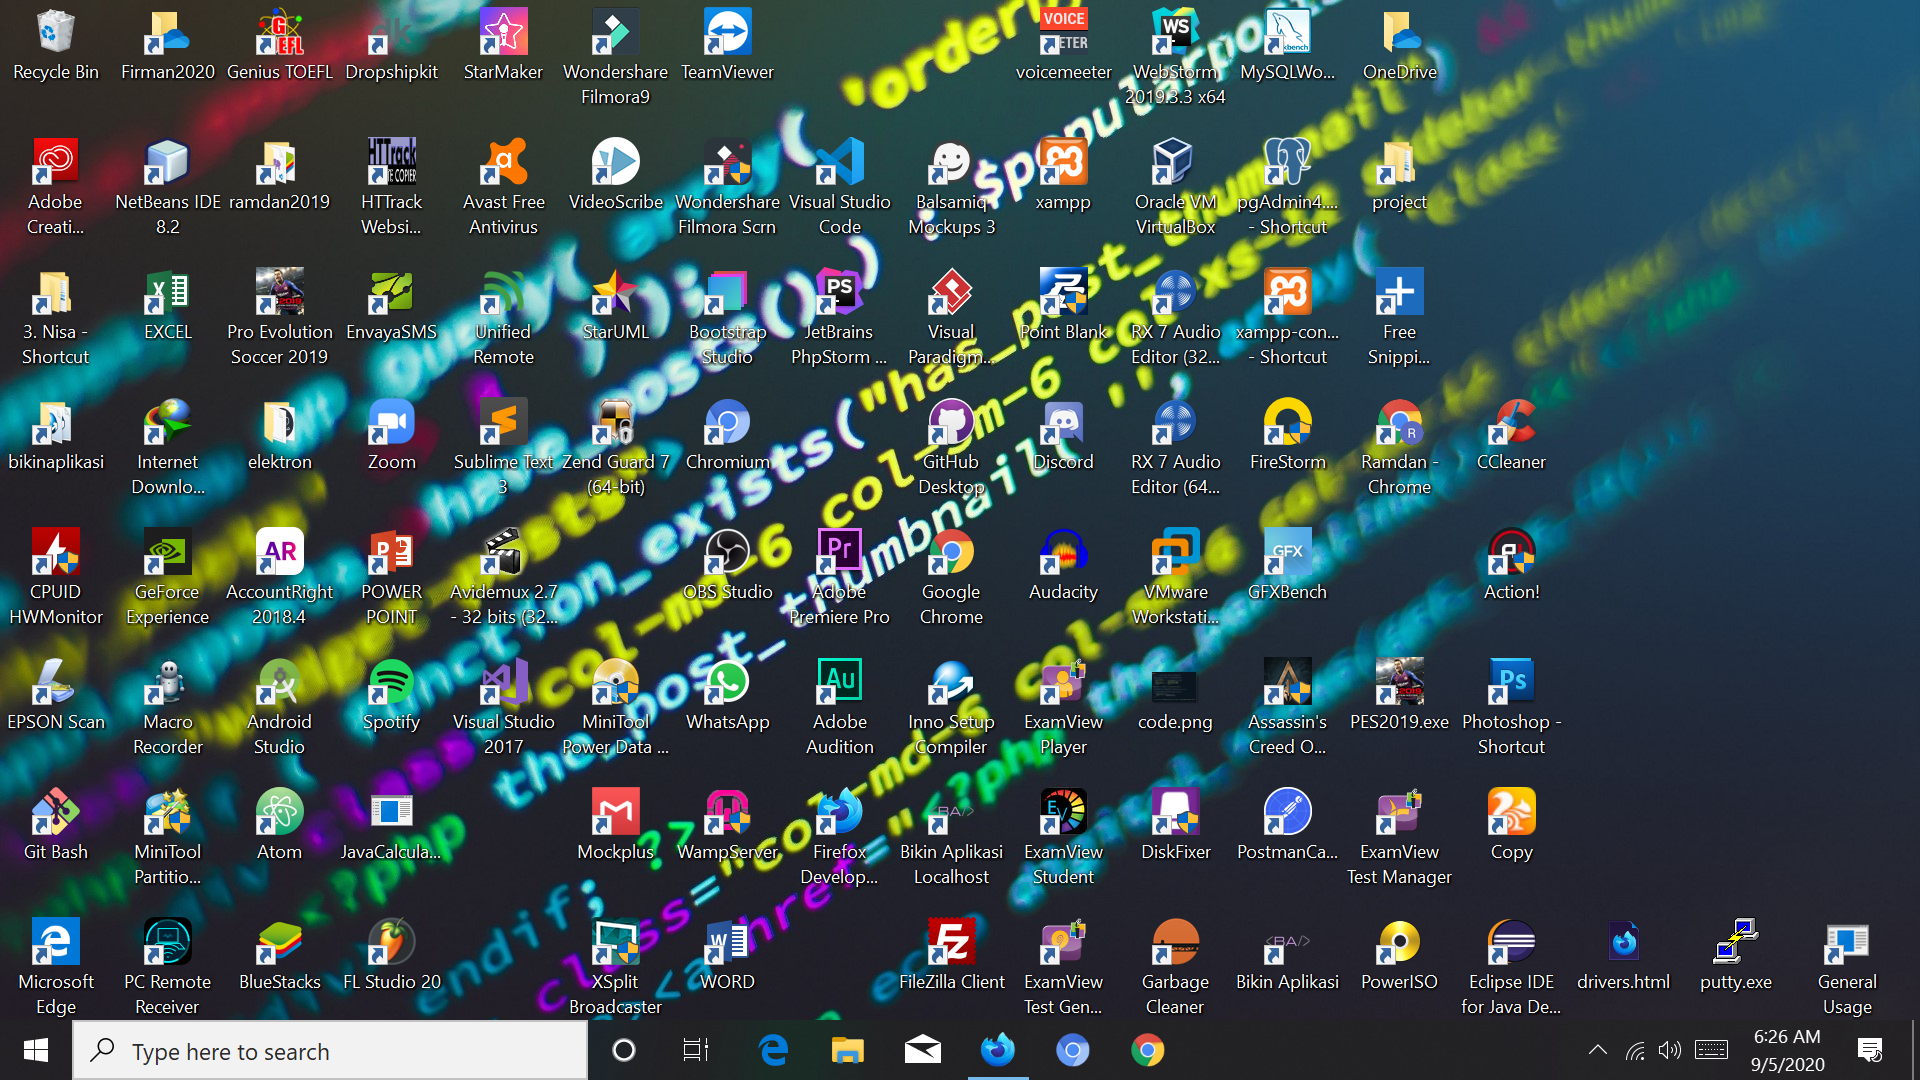 Recycle Bin
Firman2020
Genius TOEFL
Dropshipkit
StarMaker
Wondershare
Filmora9
TeamViewer
voicemeeter
WebStorm
2019.3.3 x64
MySQLWo...
OneDrive
Adobe
Creati...
NetBeans IDE
8.2
ramdan2019
HTTrack
Websi...
Avast Free
Antivirus
VideoScribe
Wondershare
Filmora Scrn
Visual Studio
Code
Balsamiq
Mockups 3
xampp
Oracle VM
VirtualBox
pgAdmin4....
- Shortcut
project
3. Nisa -
Shortcut
EXCEL
Pro Evolution
Soccer 2019
EnvayaSMS
Unified
Remote
StarUML
Bootstrap
Studio
JetBrains
PhpStorm ...
Visual
Paradigm...
Point Blank
RX 7 Audio
Editor (32...
xampp-con...
- Shortcut
Free
Snippi...
bikinaplikasi
Internet
Downlo...
elektron
Zoom
Sublime Text
3
Zend Guard 7
(64-bit)
Chromium
GitHub
Desktop
Discord
RX 7 Audio
Editor (64...
FireStorm
Ramdan -
Chrome
CCleaner
CPUID
HWMonitor
GeForce
Experience
AccountRight
2018.4
POWER
POINT
Avidemux 2.7
- 32 bits (32...
OBS Studio
Adobe
Premiere Pro
Google
Chrome
Audacity
VMware
Workstati...
GFXBench
Action!
EPSON Scan
Macro
Recorder
Android
Studio
Spotify
Visual Studio
2017
MiniTool
Power Data ...
WhatsApp
Adobe
Audition
Inno Setup
Compiler
ExamView
Player
code.png
Assassin's
Creed O...
PES2019.exe
Photoshop -
Shortcut
Git Bash
MiniTool
Partitio...
Atom
JavaCalcula...
Mockplus
WampServer
Firefox
Develop...
Bikin Aplikasi
Localhost
ExamView
Student
DiskFixer
PostmanCa...
ExamView
Test Manager
Copy
Microsoft
Edge
PC Remote
Receiver
BlueStacks
FL Studio 20
XSplit
Broadcaster
WORD
FileZilla Client
ExamView
Test Gen...
Garbage
Cleaner
Bikin Aplikasi
PowerISO
Eclipse IDE
for Java De...
drivers.html
putty.exe
General
Usage
Type here to search
6:26 AM
9/5/2020